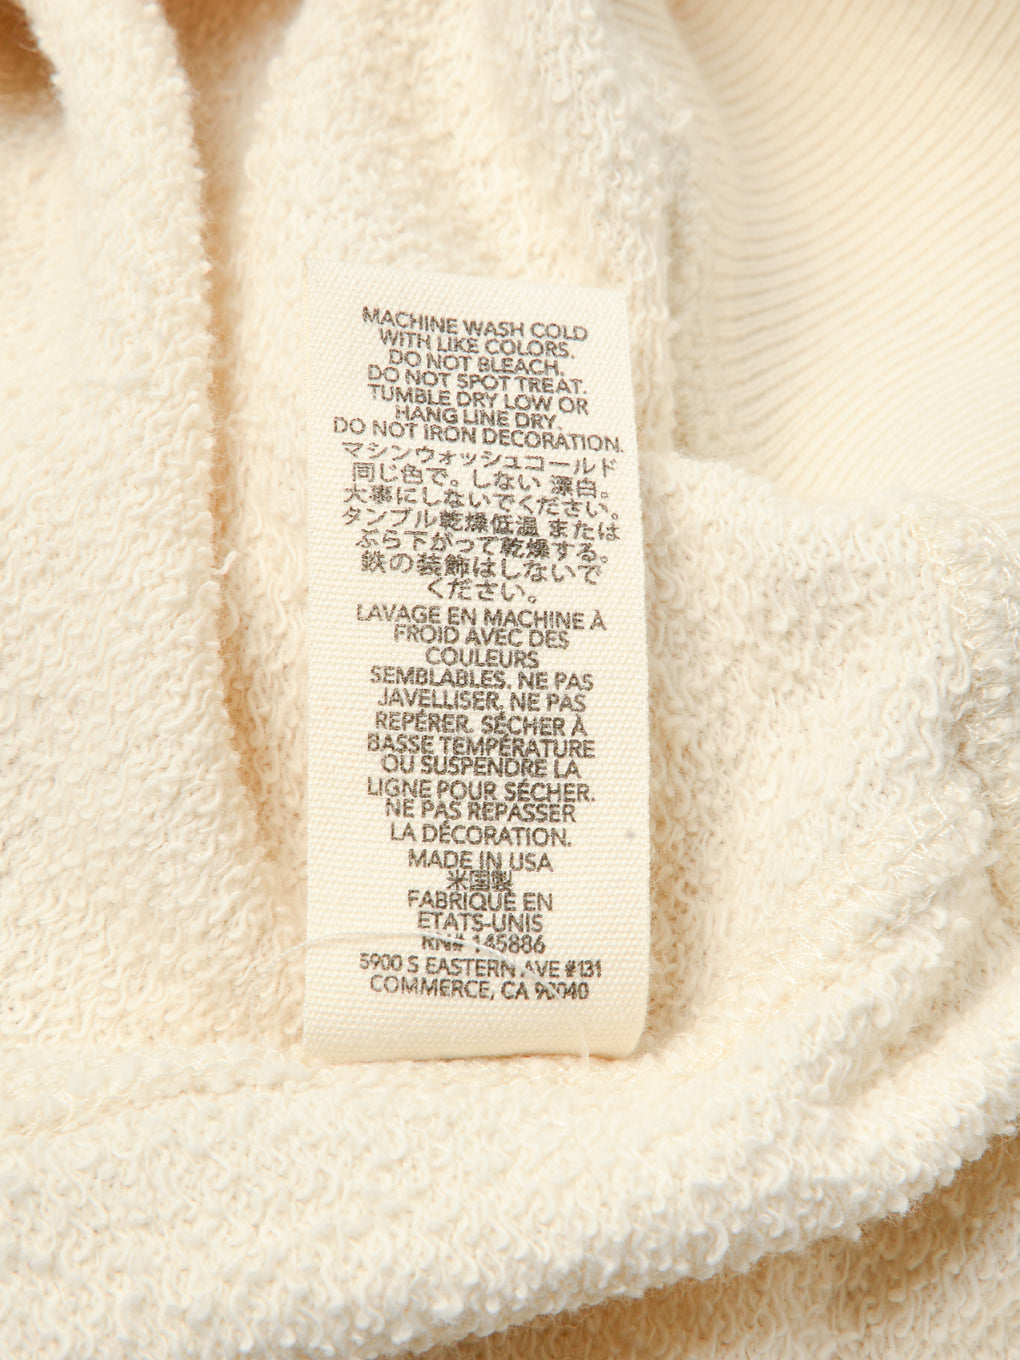 MACHINE WASH COLD
WITH LIKE COLORS.
DO NOT BLEACH.
DO NOT SPOT TREAT.
TUMBLE DRY LOW OR
HANG LINE DRY.
DO NOT IRON DECORATION.
マシンウォッシュコールド
同じ色で。しない 漂白。
大事にしないでください。
タンブル乾燥低温 または
ぶら下がって乾燥する。
鉄の装飾はしないで
ください。
LAVAGE EN MACHINE À
FROID AVEC DES
COULEURS
SEMBLABLES. NE PAS
JAVELLISER. NE PAS
REPÉRER. SÉCHER À
BASSE TEMPÉRATURE
OU SUSPENDRE LA
LIGNE POUR SÉCHER.
NE PAS REPASSER
LA DÉCORATION.
MADE IN USA
米国製
FABRIQUÉ EN
ETATS-UNIS
RN# 145886
5900 S EASTERN AVE #131
COMMERCE, CA 90040